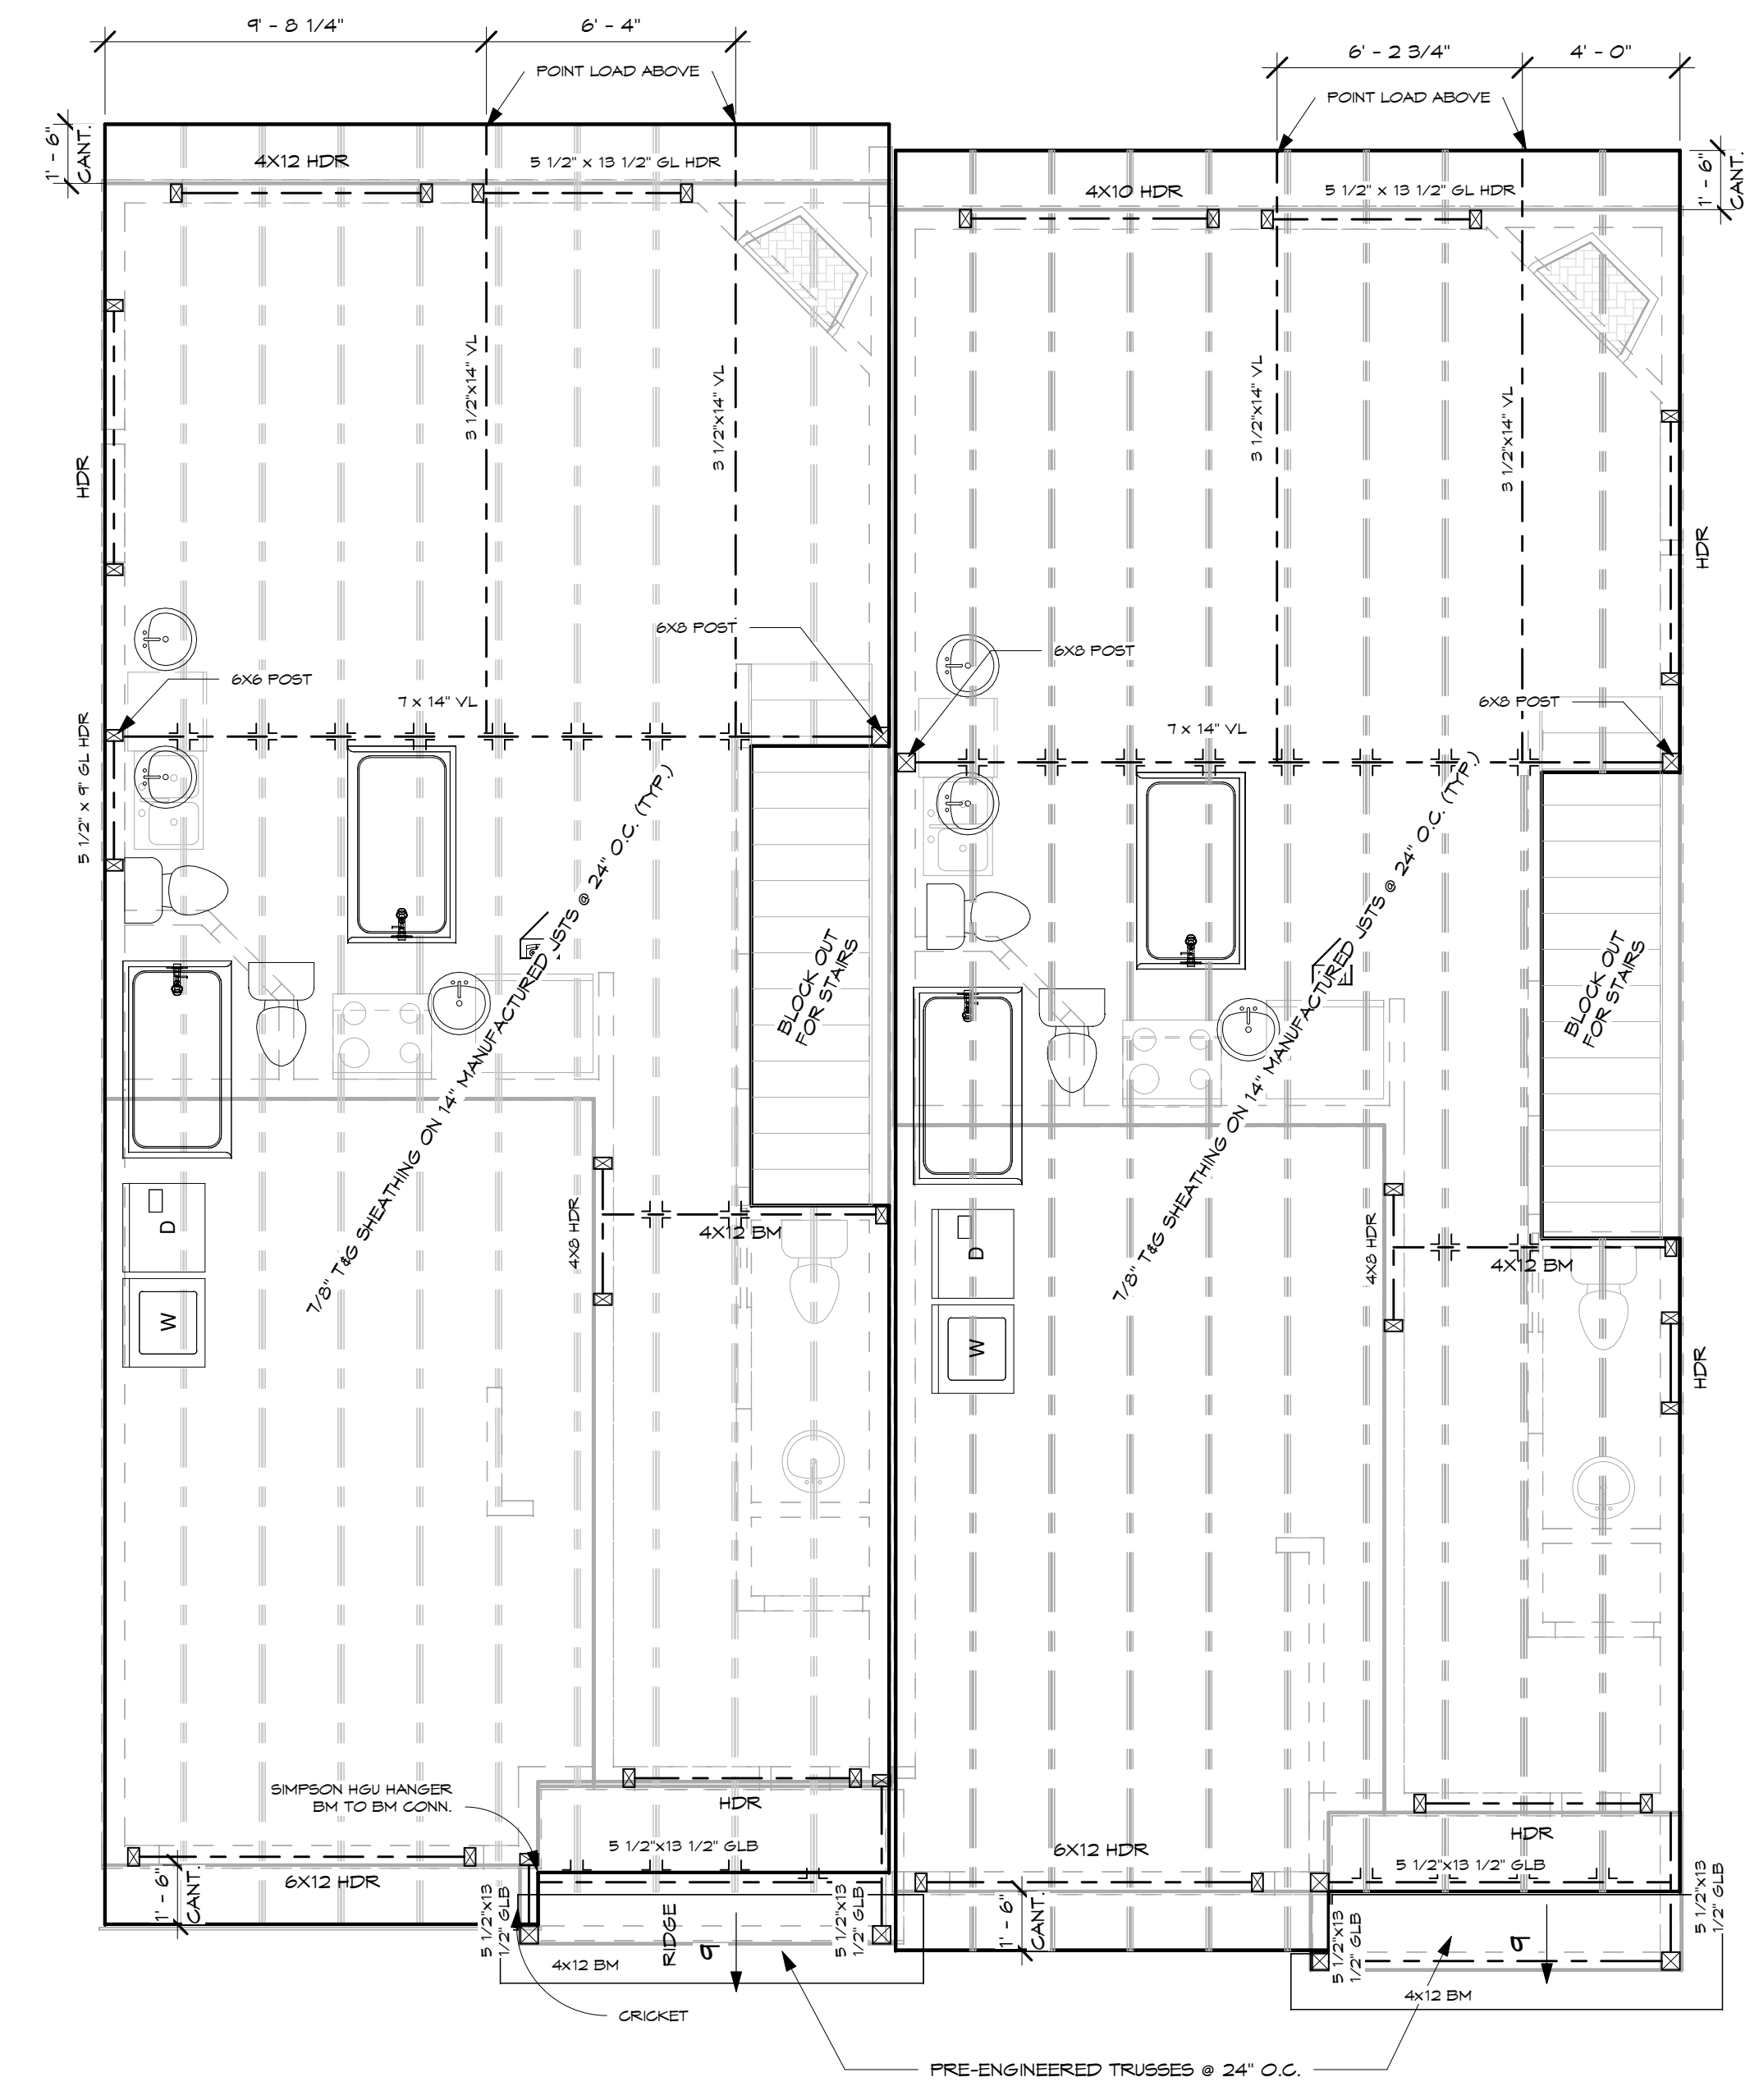 9' - 8 1/4"
6' - 4"
POINT LOAD ABOVE
6' - 2 3/4"
4' - 0"
POINT LOAD ABOVE
1' - 6"
CANT.
4X12 HDR
5 1/2" x 13 1/2" GL HDR
4X10 HDR
5 1/2" x 13 1/2" GL HDR
1' - 6"
CANT.
3 1/2"x14" VL
3 1/2"x14" VL
3 1/2"x14" VL
3 1/2"x14" VL
HDR
HDR
6X8 POST
6X6 POST
6X8 POST
6X8 POST
7 x 14" VL
7 x 14" VL
5 1/2" x 9" GL HDR
7/8" T&G SHEATHING ON 14" MANUFACTURED JSTS @ 24" O.C. (TYP.)
BLOCK OUT
FOR STAIRS
7/8" T&G SHEATHING ON 14" MANUFACTURED JSTS @ 24" O.C. (TYP.)
BLOCK OUT
FOR STAIRS
D
W
4X8 HDR
4X12 BM
D
W
4X8 HDR
4X12 BM
HDR
SIMPSON HGU HANGER
BM TO BM CONN.
HDR
5 1/2"x13 1/2" GLB
6X12 HDR
1' - 6"
CANT.
5 1/2"x13
1/2" GLB
RIDGE
9
5 1/2"x13
1/2" GLB
4x12 BM
CRICKET
6X12 HDR
HDR
5 1/2"x13 1/2" GLB
1' - 6"
CANT.
5 1/2"x13
1/2" GLB
9
5 1/2"x13
1/2" GLB
4x12 BM
PRE-ENGINEERED TRUSSES @ 24" O.C.